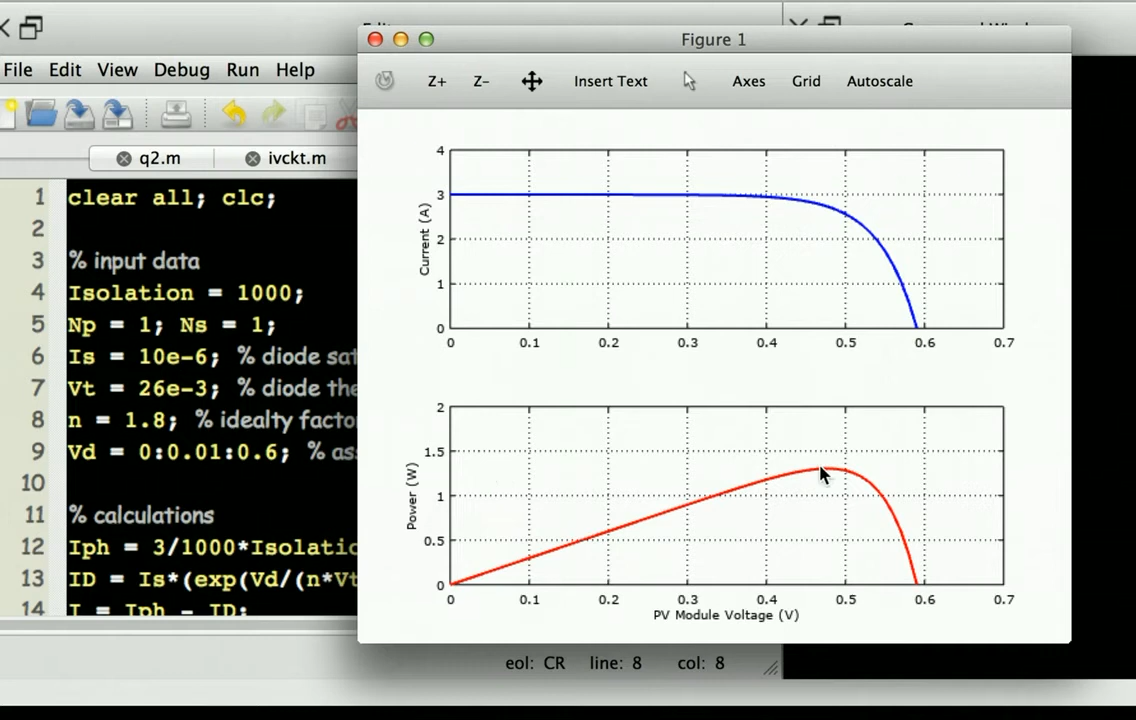 Figure 1
File Edit View Debug Run Help
Z+ Z- Insert Text Axes Grid Autoscale
q2.m ivckt.m
1 clear all; clc;
2
3 % input data
4 Isolation = 1000;
5 Np = 1; Ns = 1;
6 Is = 10e-6; % diode sat
7 Vt = 26e-3; % diode the
8 n = 1.8; % idealty facto
9 Vd = 0:0.01:0.6; % as
10
11 % calculations
12 Iph = 3/1000*Isolatio
13 ID = Is*(exp(Vd/(n*Vt
14 I = Iph - ID;
4
3
2
1
0
Current (A)
0 0.1 0.2 0.3 0.4 0.5 0.6 0.7
2
1.5
1
0.5
0
Power (W)
0 0.1 0.2 0.3 0.4 0.5 0.6 0.7
PV Module Voltage (V)
eol: CR line: 8 col: 8